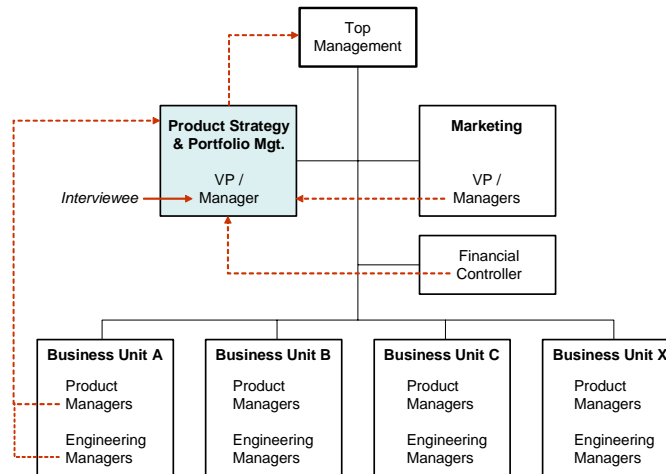 Top
Management
Product Strategy
& Portfolio Mgt.
VP /
Manager
Interviewee
Marketing
VP /
Managers
Financial
Controller
Business Unit A
Product
Managers
Engineering
Managers
Business Unit B
Product
Managers
Engineering
Managers
Business Unit C
Product
Managers
Engineering
Managers
Business Unit X
Product
Managers
Engineering
Managers